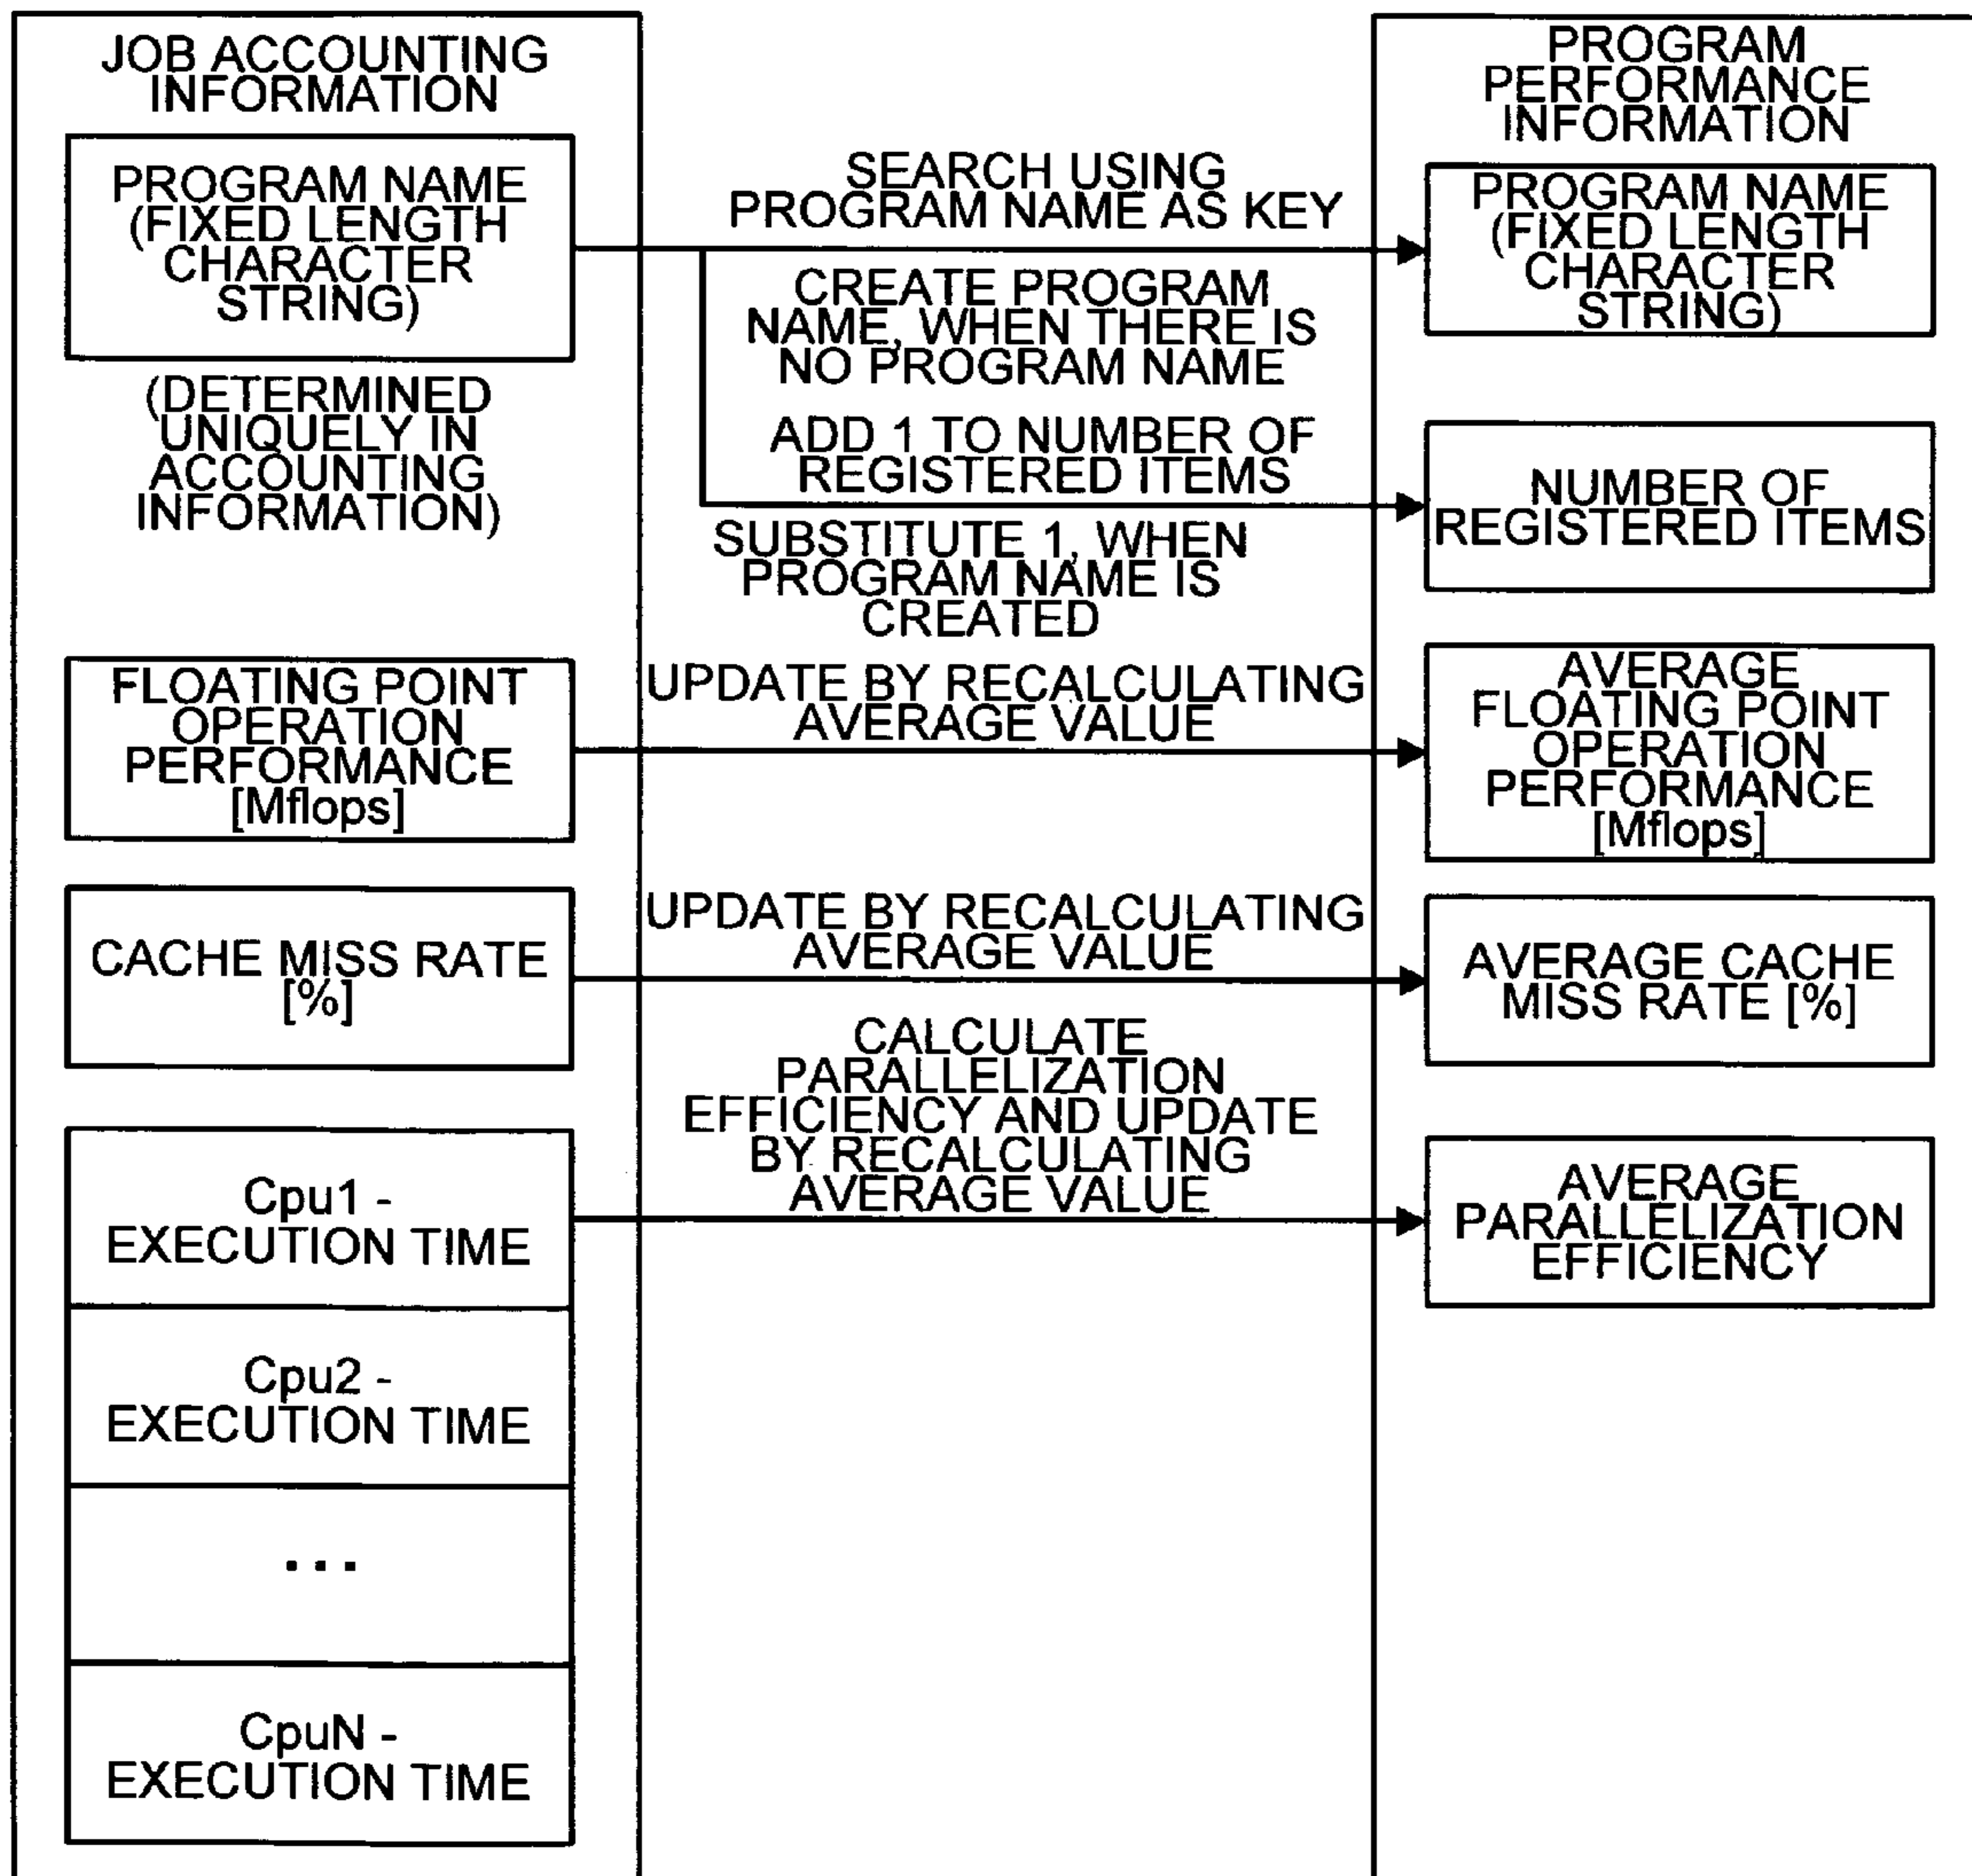 JOB ACCOUNTING
INFORMATION
PROGRAM NAME
(FIXED LENGTH
CHARACTER
STRING)
(DETERMINED
UNIQUELY IN
ACCOUNTING
INFORMATION)
FLOATING POINT
OPERATION
PERFORMANCE
[Mflops]
CACHE MISS RATE
[%]
Cpu1 -
EXECUTION TIME
Cpu2 -
EXECUTION TIME
...
CpuN -
EXECUTION TIME
SEARCH USING
PROGRAM NAME AS KEY
CREATE PROGRAM
NAME, WHEN THERE IS
NO PROGRAM NAME
ADD 1 TO NUMBER OF
REGISTERED ITEMS
SUBSTITUTE 1, WHEN
PROGRAM NAME IS
CREATED
UPDATE BY RECALCULATING
AVERAGE VALUE
UPDATE BY RECALCULATING
AVERAGE VALUE
CALCULATE
PARALLELIZATION
EFFICIENCY AND UPDATE
BY RECALCULATING
AVERAGE VALUE
PROGRAM
PERFORMANCE
INFORMATION
PROGRAM NAME
(FIXED LENGTH
CHARACTER
STRING)
NUMBER OF
REGISTERED ITEMS
AVERAGE
FLOATING POINT
OPERATION
PERFORMANCE
[Mflops]
AVERAGE CACHE
MISS RATE [%]
AVERAGE
PARALLELIZATION
EFFICIENCY